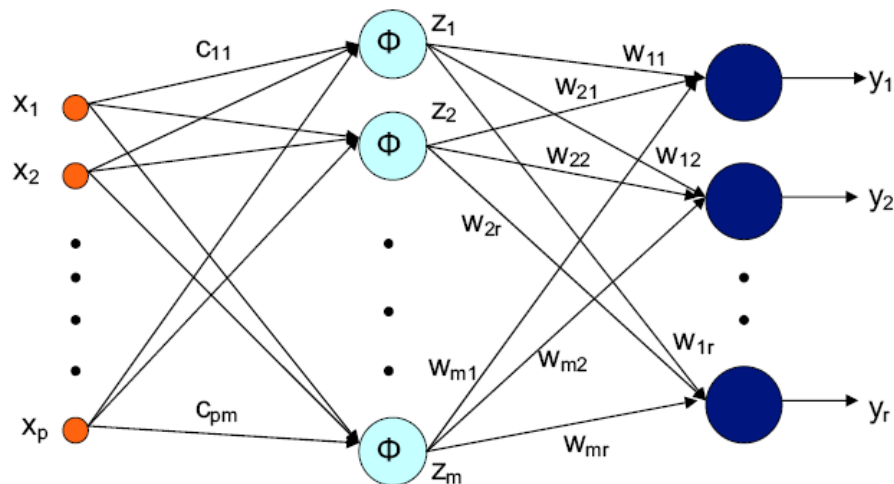 x₁
x₂
xₚ
c₁₁
cₚₘ
Φ
Φ
Φ
z₁
z₂
zₘ
w₁₁
w₂₁
w₂₂
w₁₂
w₂ᵣ
wₘ₁
wₘ₂
w₁ᵣ
wₘᵣ
y₁
y₂
yᵣ